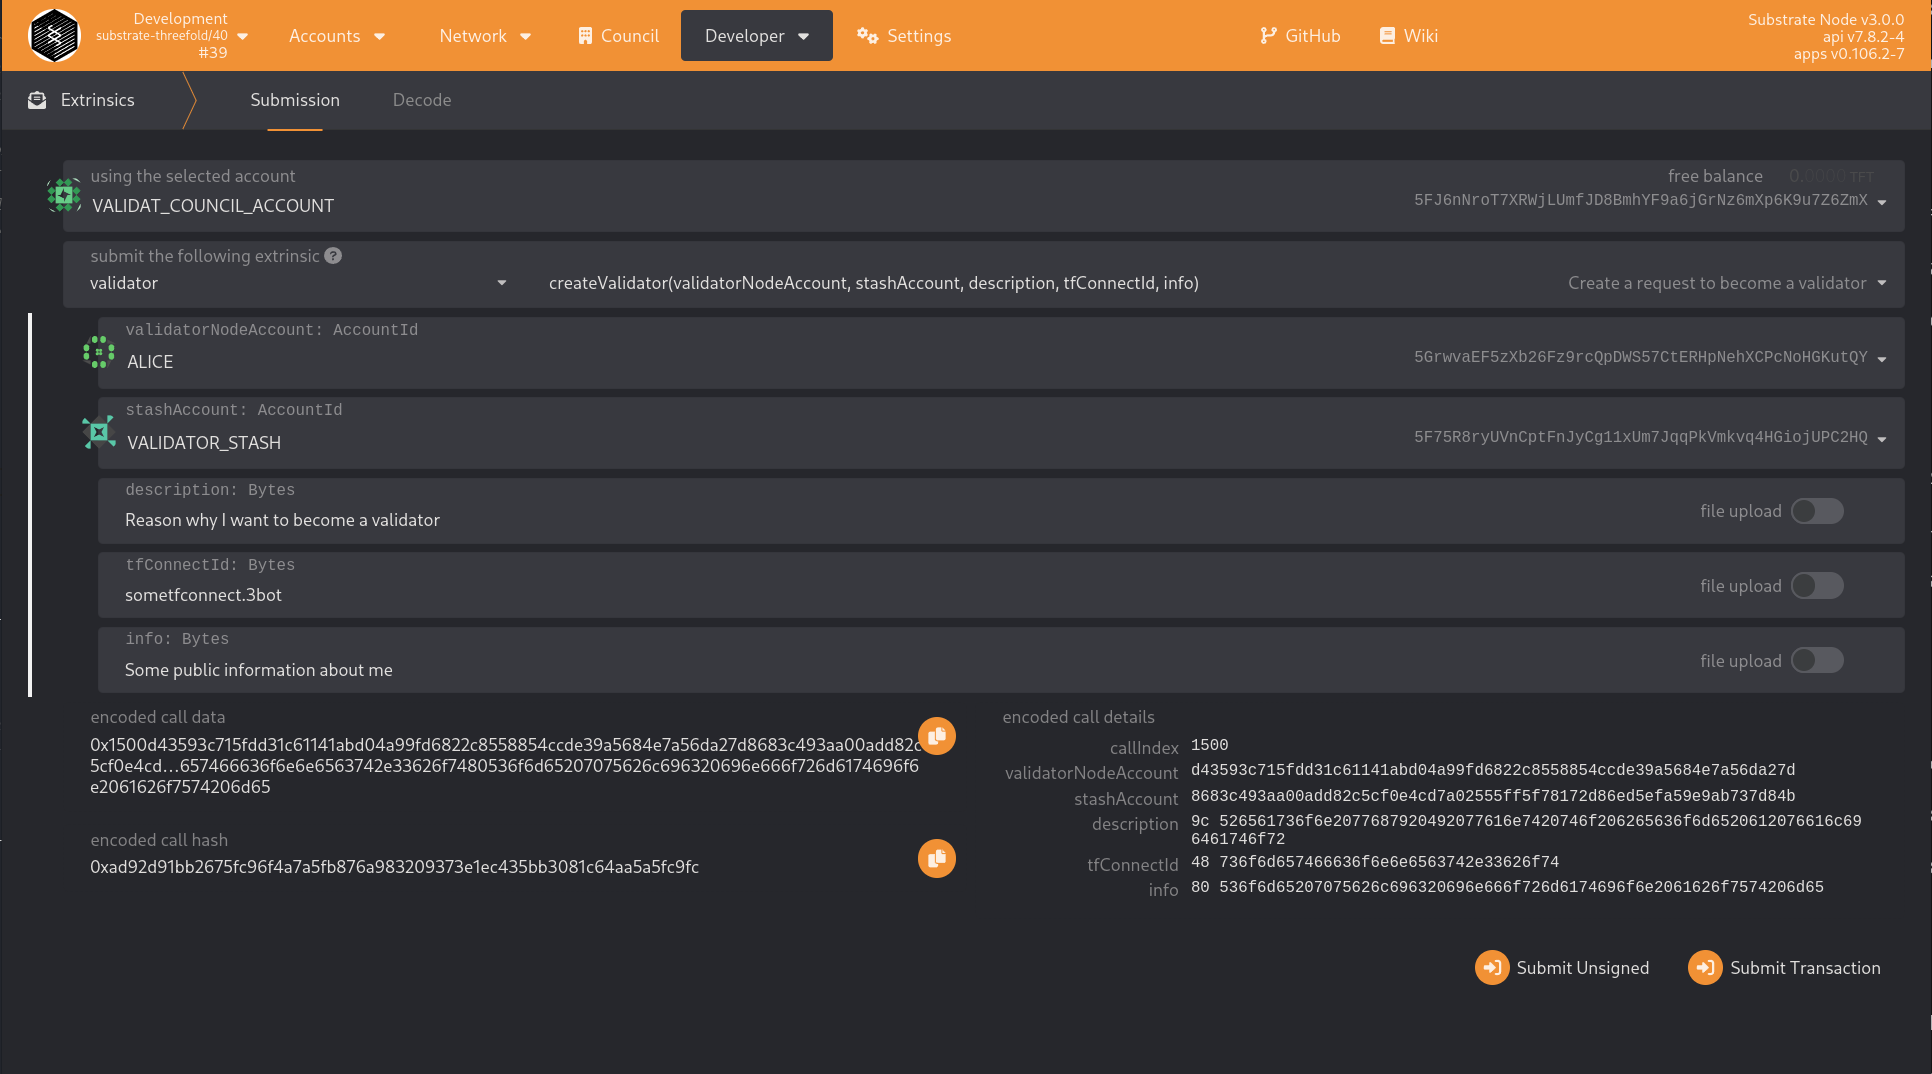 Development
substrate-threefold/40
#39
Accounts
Network
Council
Developer
Settings
GitHub
Wiki
Substrate Node v3.0.0
api v7.8.2-4
apps v0.106.2-7
Extrinsics
Submission
Decode
using the selected account
VALIDAT_COUNCIL_ACCOUNT
free balance 0.0000 TFT
5FJ6nNroT7XRWjLUmfJD8BmhYF9a6jGrNz6mXp6K9u7Z6ZmX
submit the following extrinsic ?
validator
createValidator(validatorNodeAccount, stashAccount, description, tfConnectId, info)
Create a request to become a validator
validatorNodeAccount: AccountId
ALICE
5GrwvaEF5zXb26Fz9rcQpDWS57CtERHpNehXCPcNoHGKutQY
stashAccount: AccountId
VALIDATOR_STASH
5F75R8ryUVnCptFnJyCg11xUm7JqqPkVmkvq4HGiojUPC2HQ
description: Bytes
Reason why I want to become a validator
file upload
tfConnectId: Bytes
sometfconnect.3bot
file upload
info: Bytes
Some public information about me
file upload
encoded call data
0x1500d43593c715fdd31c61141abd04a99fd6822c8558854ccde39a5684e7a56da27d8683c493aa00add82c
5cf0e4cd…657466636f6e6e6563742e33626f7480536f6d65207075626c696320696e666f726d6174696f6
e2061626f7574206d65
encoded call hash
0xad92d91bb2675fc96f4a7a5fb876a983209373e1ec435bb3081c64aa5a5fc9fc
encoded call details
callIndex 1500
validatorNodeAccount d43593c715fdd31c61141abd04a99fd6822c8558854ccde39a5684e7a56da27d
stashAccount 8683c493aa00add82c5cf0e4cd7a02555ff5f78172d86ed5efa59e9ab737d84b
description 9c 526561736f6e2077687920492077616e7420746f206265636f6d6520612076616c69
6461746f72
tfConnectId 48 736f6d657466636f6e6e6563742e33626f74
info 80 536f6d65207075626c696320696e666f726d6174696f6e2061626f7574206d65
Submit Unsigned
Submit Transaction